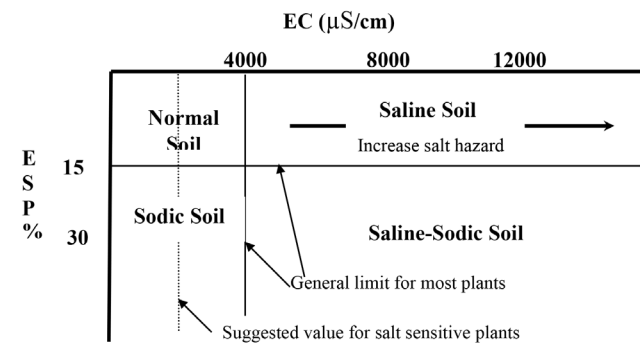 EC (µS/cm)
4000 8000 12000
Normal Soil
Saline Soil
Increase salt hazard
ESP%
15
Sodic Soil
30
Saline-Sodic Soil
General limit for most plants
Suggested value for salt sensitive plants